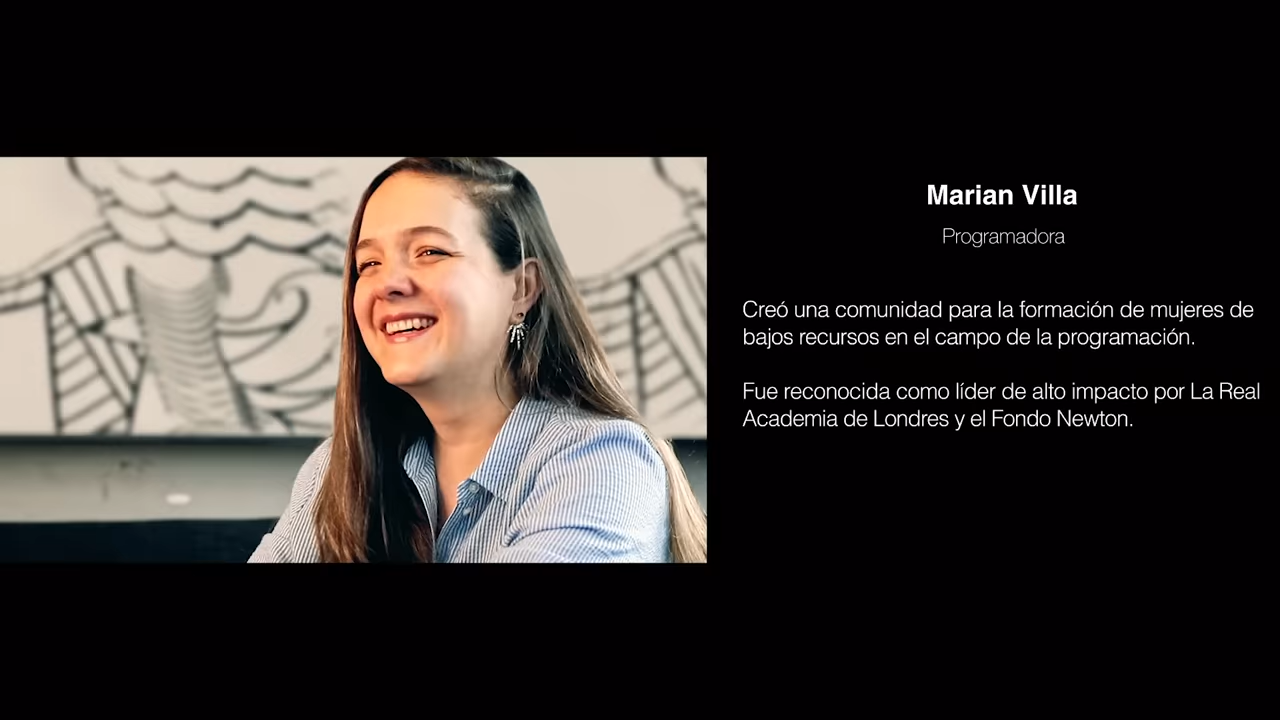 Marian Villa
Programadora
Creó una comunidad para la formación de mujeres de
bajos recursos en el campo de la programación.
Fue reconocida como líder de alto impacto por La Real
Academia de Londres y el Fondo Newton.